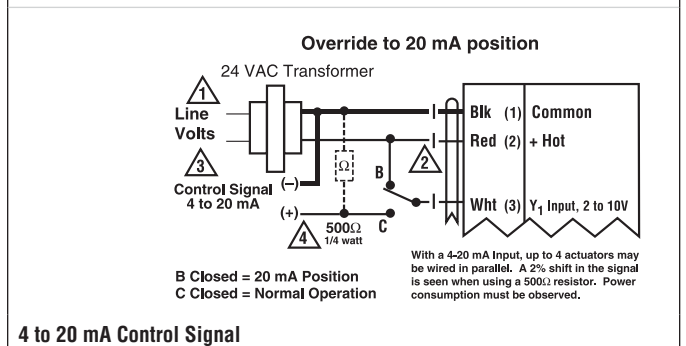 Override to 20 mA position
24 VAC Transformer
1
Line
Volts
3
Control Signal
4 to 20 mA
(–)
(+)
4
Ω
500Ω
1/4 watt
B
C
2
Blk (1) Common
Red (2) + Hot
Wht (3) Y₁ Input, 2 to 10V
B Closed = 20 mA Position
C Closed = Normal Operation
With a 4-20 mA Input, up to 4 actuators may
be wired in parallel. A 2% shift in the signal
is seen when using a 500Ω resistor. Power
consumption must be observed.
4 to 20 mA Control Signal